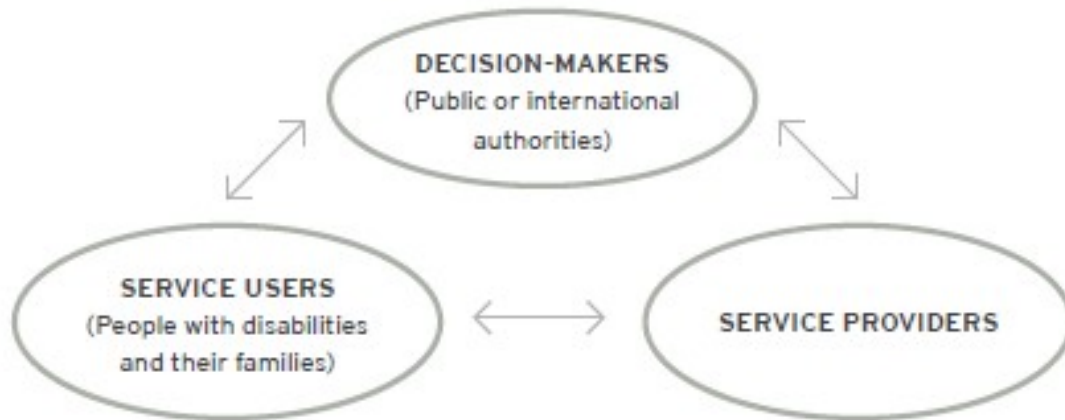 DECISION-MAKERS
(Public or international
authorities)
SERVICE USERS
(People with disabilities
and their families)
SERVICE PROVIDERS